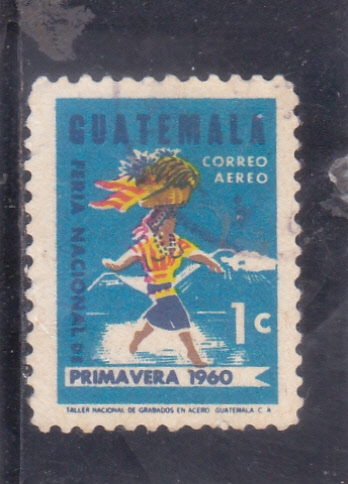 GUATEMALA
CORREO
AEREO
FERIA NACIONAL DE
1c
PRIMAVERA 1960
TALLER NACIONAL DE GRABADOS EN ACERO GUATEMALA C A